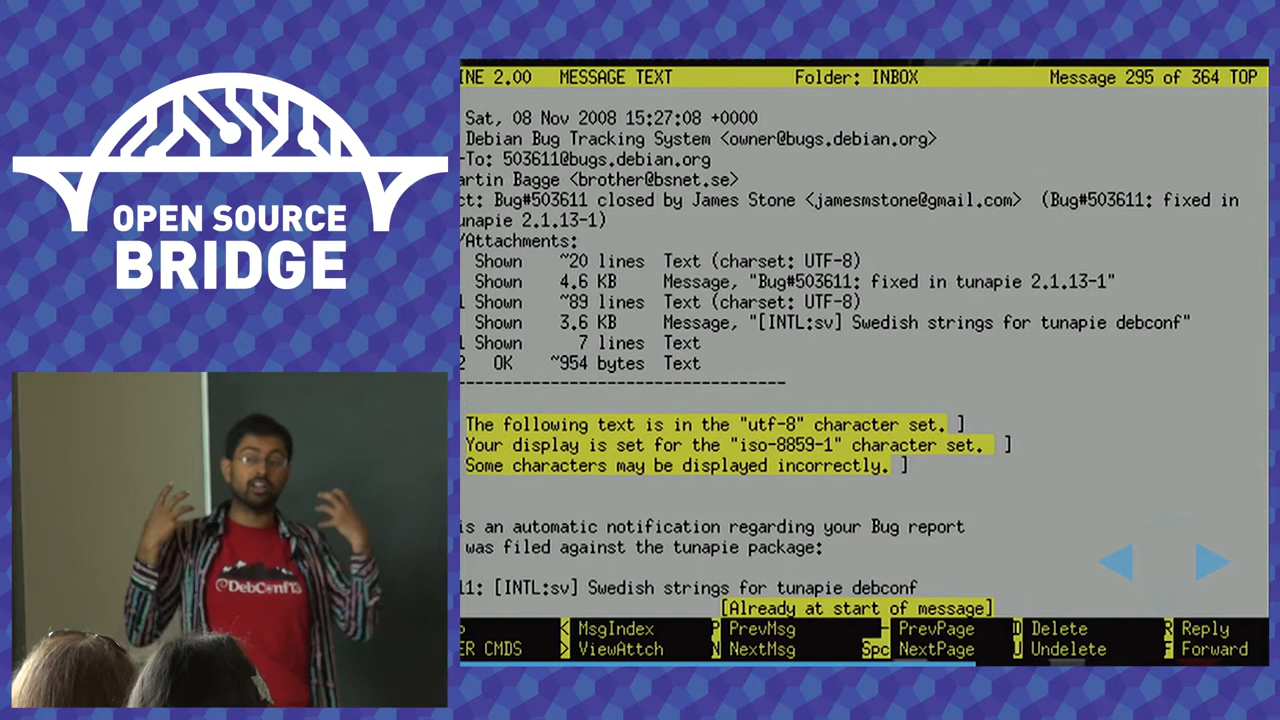 OPEN SOURCE
BRIDGE
DebConf13
INE 2.00 MESSAGE TEXT Folder: INBOX Message 295 of 364 TOP
Sat, 08 Nov 2008 15:27:08 +0000
Debian Bug Tracking System <owner@bugs.debian.org>
-To: 503611@bugs.debian.org
artin Bagge <brother@bsnet.se>
ct: Bug#503611 closed by James Stone <jamesmstone@gmail.com> (Bug#503611: fixed in
unapie 2.1.13-1)
/Attachments:
Shown ~20 lines Text (charset: UTF-8)
Shown 4.6 KB Message, "Bug#503611: fixed in tunapie 2.1.13-1"
1 Shown ~89 lines Text (charset: UTF-8)
Shown 3.6 KB Message, "[INTL:sv] Swedish strings for tunapie debconf"
1 Shown 7 lines Text
2 OK ~954 bytes Text
----------------------------------
The following text is in the "utf-8" character set. ]
Your display is set for the "iso-8859-1" character set. ]
Some characters may be displayed incorrectly. ]
is an automatic notification regarding your Bug report
was filed against the tunapie package:
11: [INTL:sv] Swedish strings for tunapie debconf
[Already at start of message]
p < MsgIndex P PrevMsg - PrevPage D Delete R Reply
ER CMDS > ViewAttch N NextMsg Spc NextPage U Undelete F Forward